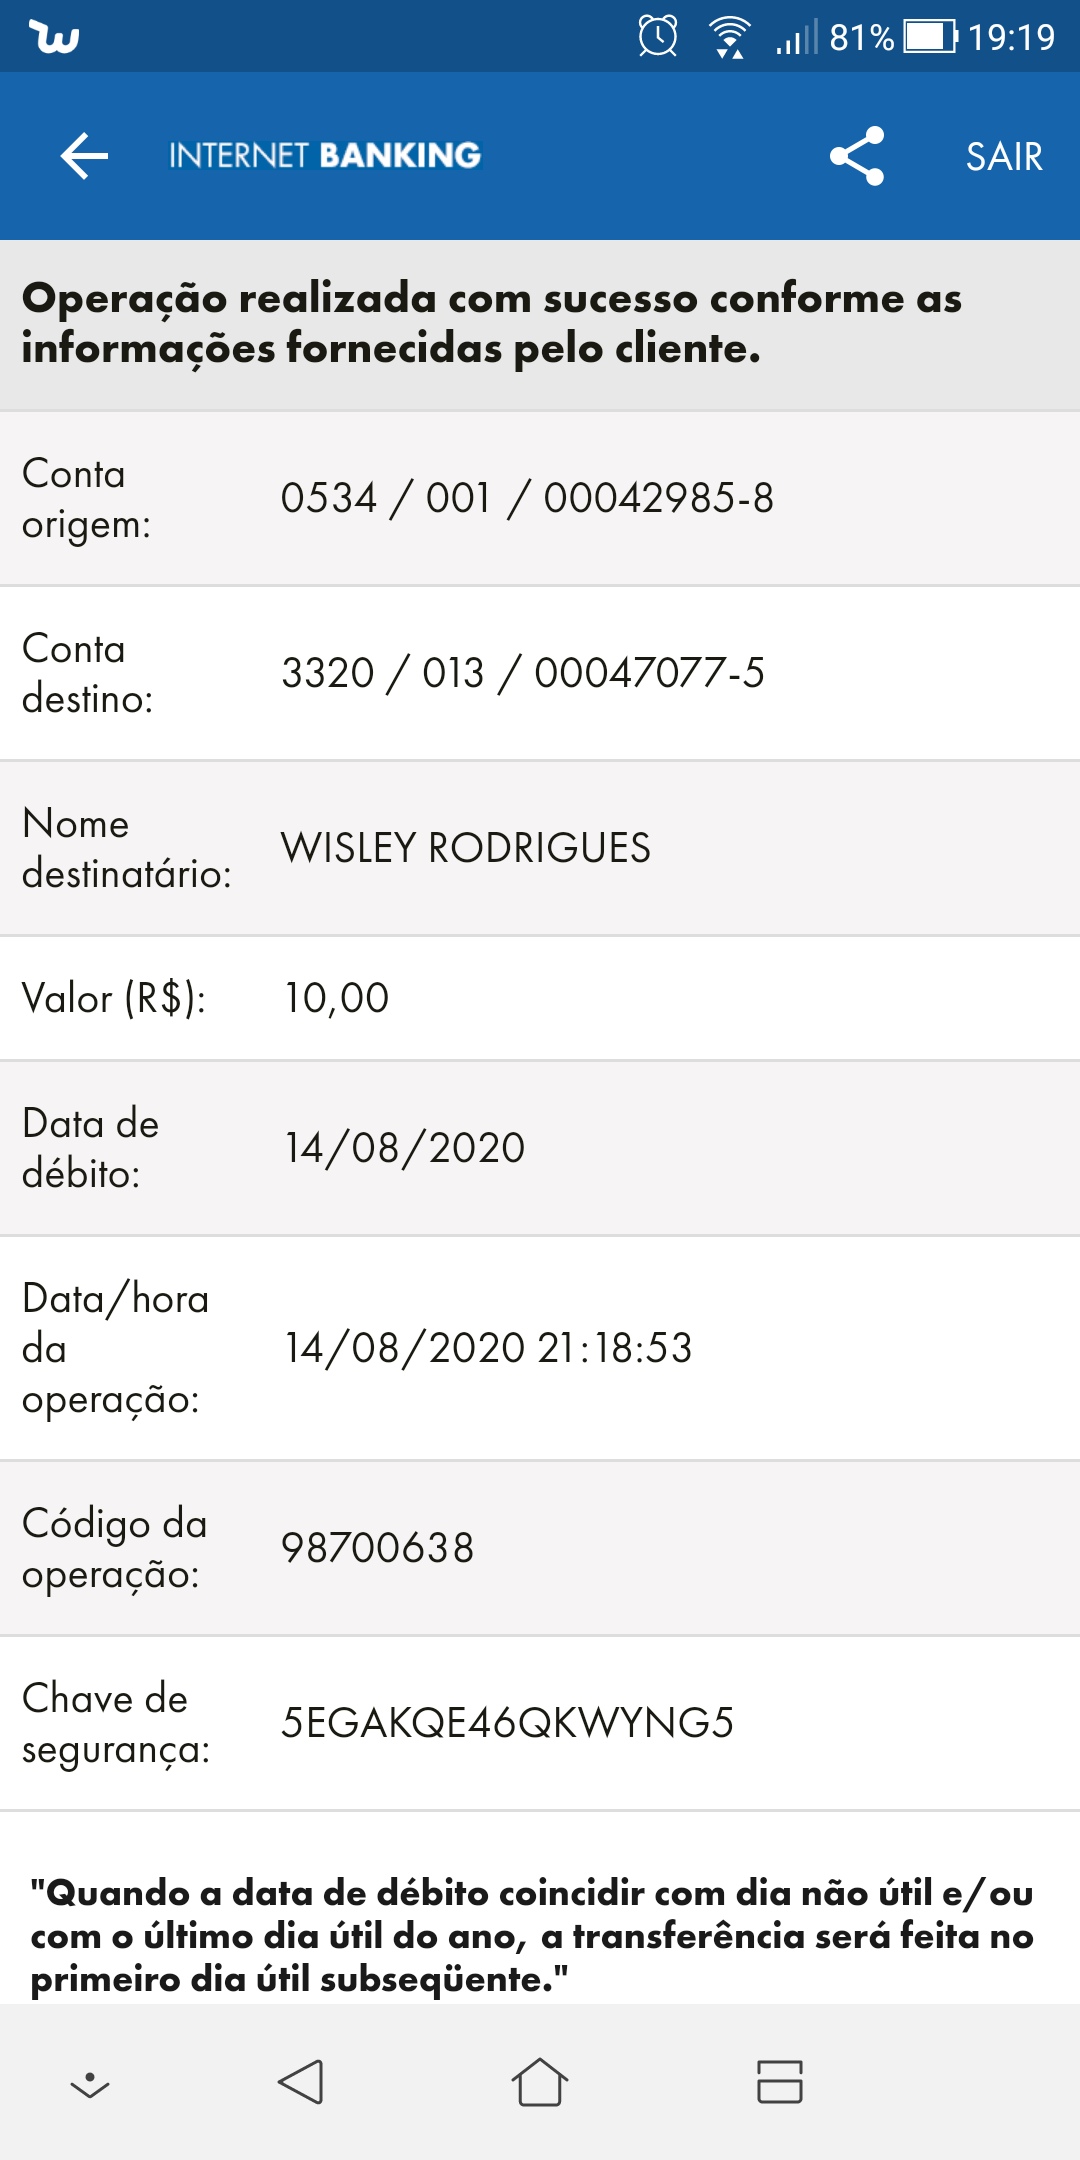 81% 19:19
INTERNET BANKING SAIR
Operação realizada com sucesso conforme as
informações fornecidas pelo cliente.
Conta
origem: 0534 / 001 / 00042985-8
Conta
destino: 3320 / 013 / 00047077-5
Nome
destinatário: WISLEY RODRIGUES
Valor (R$): 10,00
Data de
débito: 14/08/2020
Data/hora
da
operação: 14/08/2020 21:18:53
Código da
operação: 98700638
Chave de
segurança: 5EGAKQE46QKWYNG5
"Quando a data de débito coincidir com dia não útil e/ou
com o último dia útil do ano, a transferência será feita no
primeiro dia útil subseqüente."